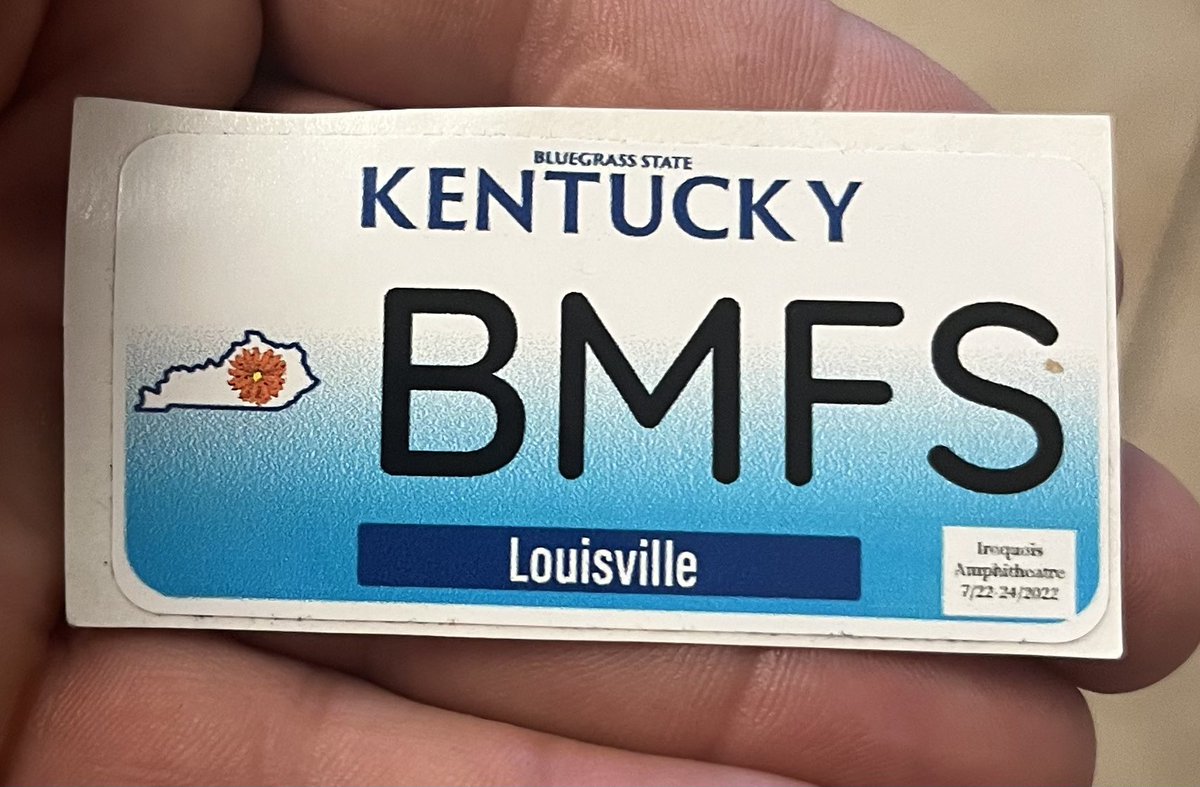 BLUEGRASS STATE
KENTUCKY
BMFS
Louisville
Iroquois
Amphitheatre
7/22-24/2022